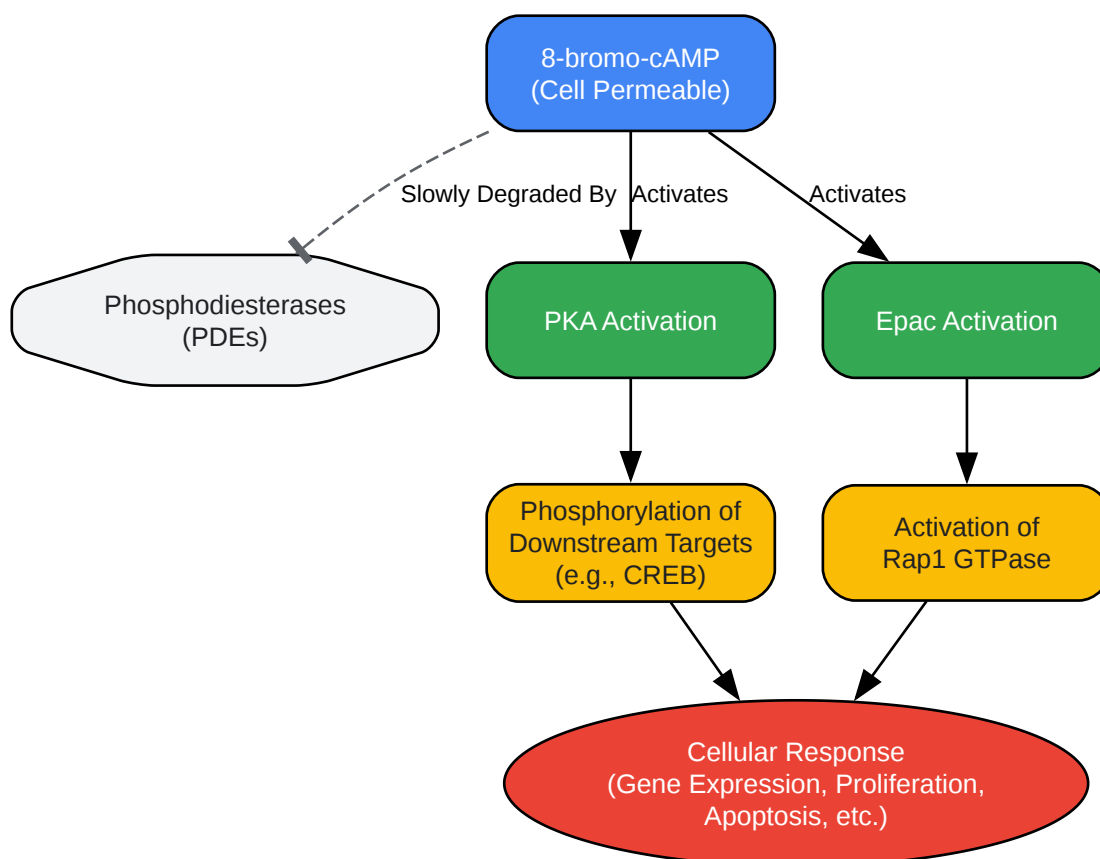 8-bromo-cAMP
(Cell Permeable)
Slowly Degraded By
Activates
Activates
Phosphodiesterases
(PDEs)
PKA Activation
Epac Activation
Phosphorylation of
Downstream Targets
(e.g., CREB)
Activation of
Rap1 GTPase
Cellular Response
(Gene Expression, Proliferation,
Apoptosis, etc.)